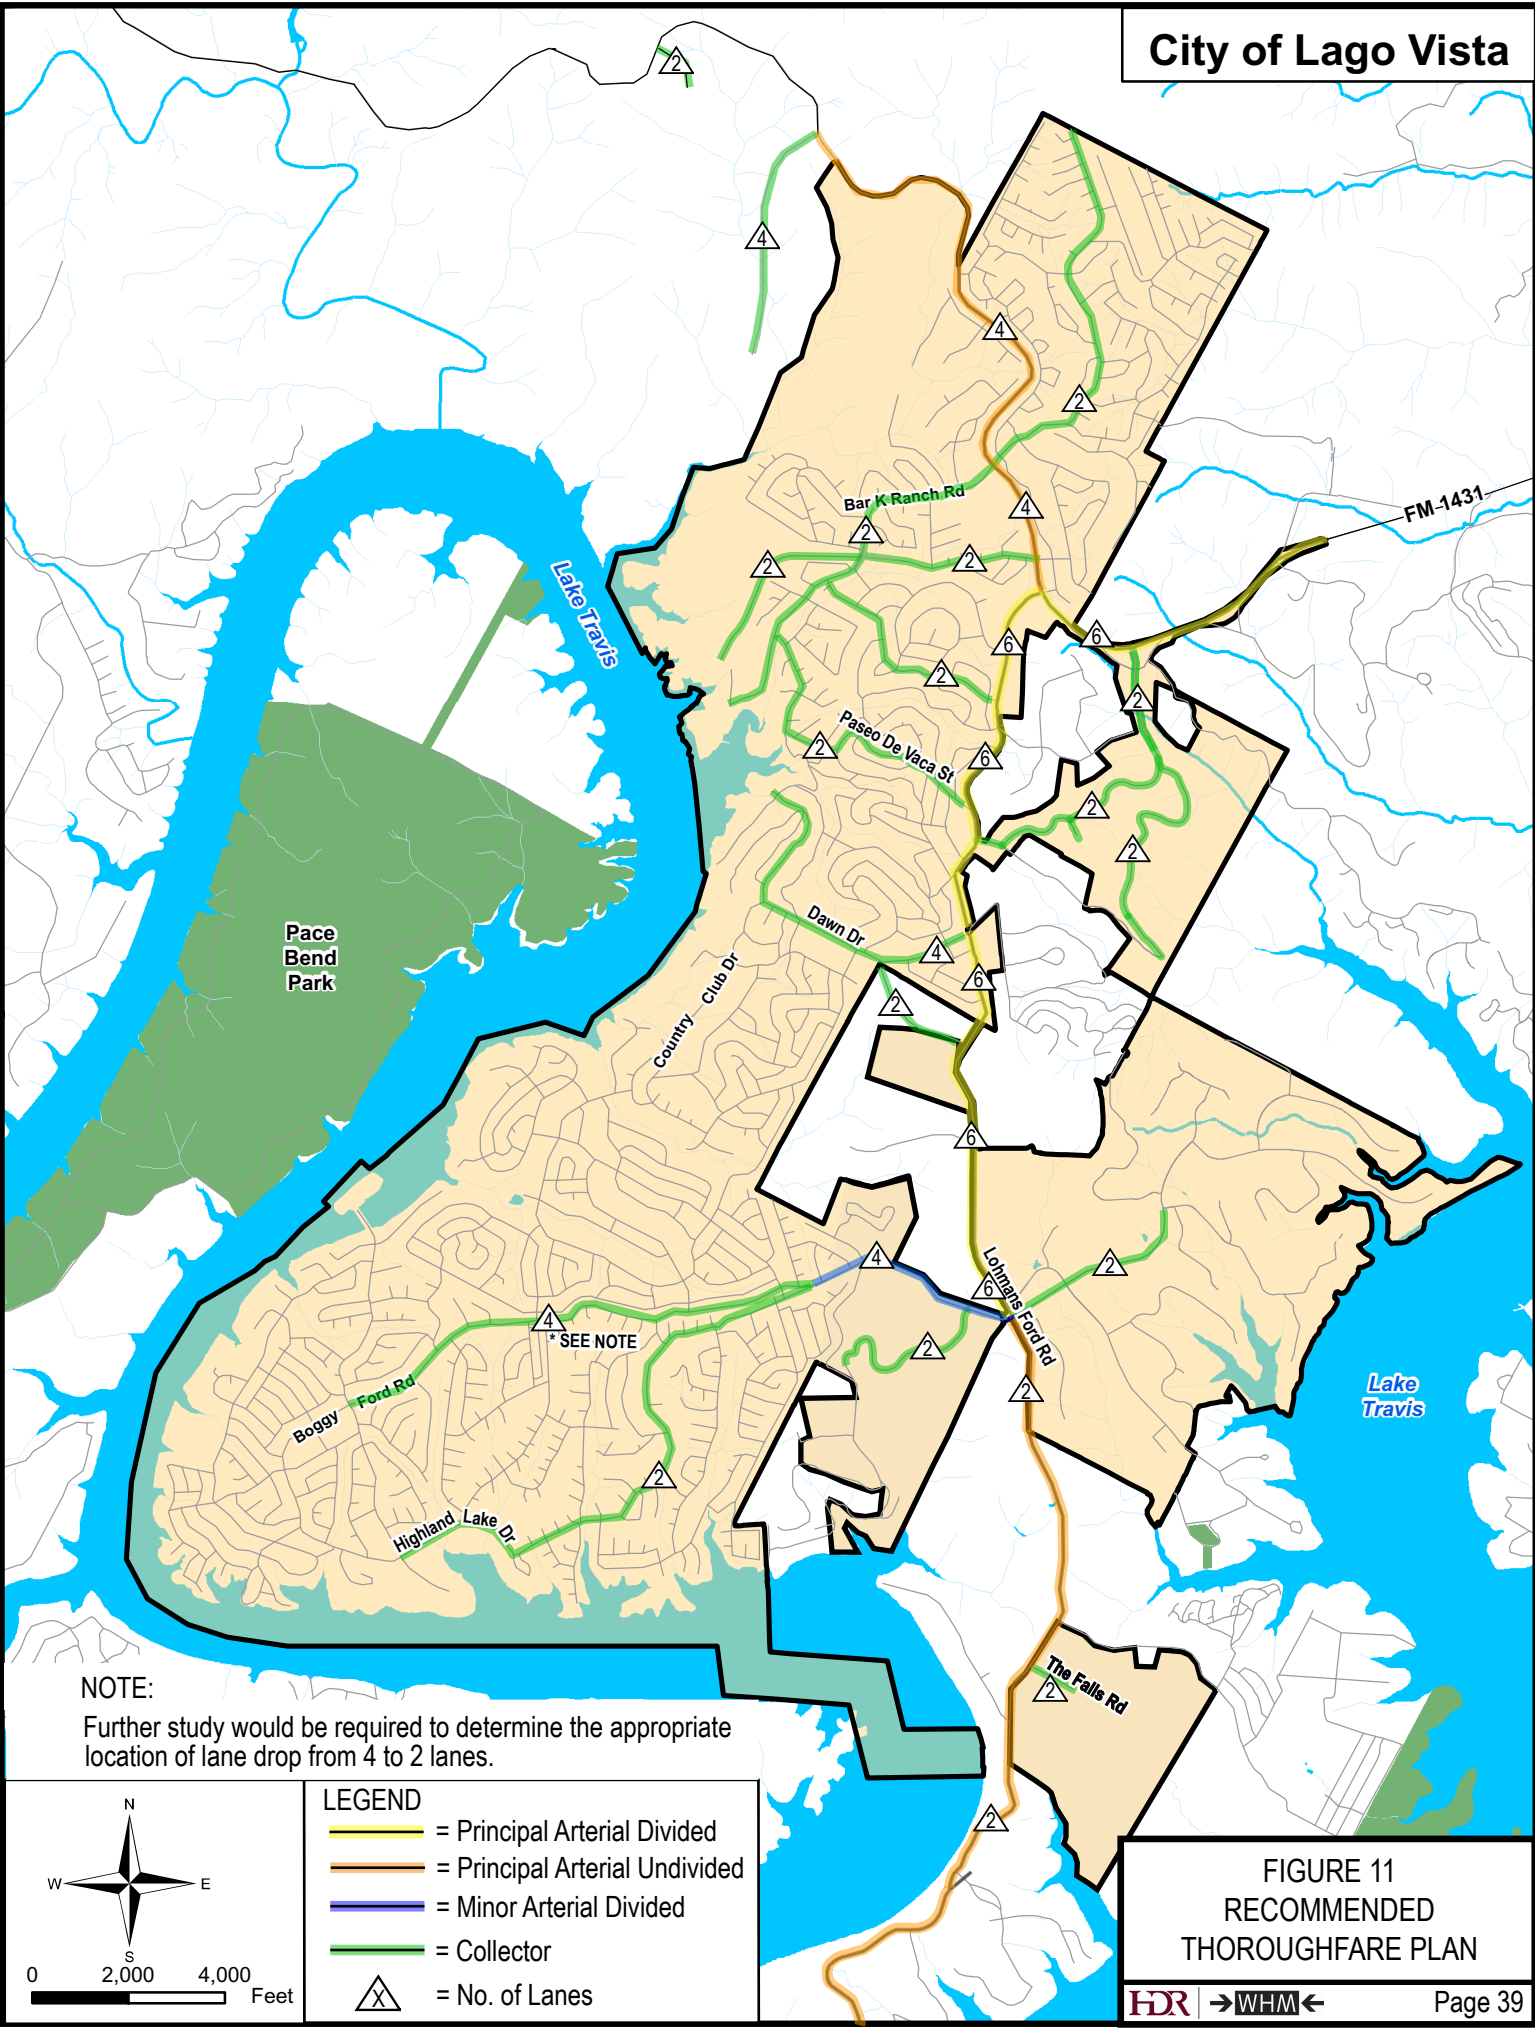 City of Lago Vista
2
4
4
2
Bar K Ranch Rd
FM-1431
4
2
2
2
Lake Travis
6
6
2
2
Paseo De Vaca St
2
6
2
2
Dawn Dr
4
Pace
Bend
Park
Country Club Dr
6
2
6
4
Lohmans Ford Rd
2
6
4
* SEE NOTE
2
2
Boggy Ford Rd
Lake
Travis
2
Highland Lake Dr
The Falls Rd
2
NOTE:
Further study would be required to determine the appropriate
location of lane drop from 4 to 2 lanes.
2
N
W E
S
0 2,000 4,000
Feet
LEGEND
= Principal Arterial Divided
= Principal Arterial Undivided
= Minor Arterial Divided
= Collector
X = No. of Lanes
FIGURE 11
RECOMMENDED
THOROUGHFARE PLAN
HDR WHM Page 39